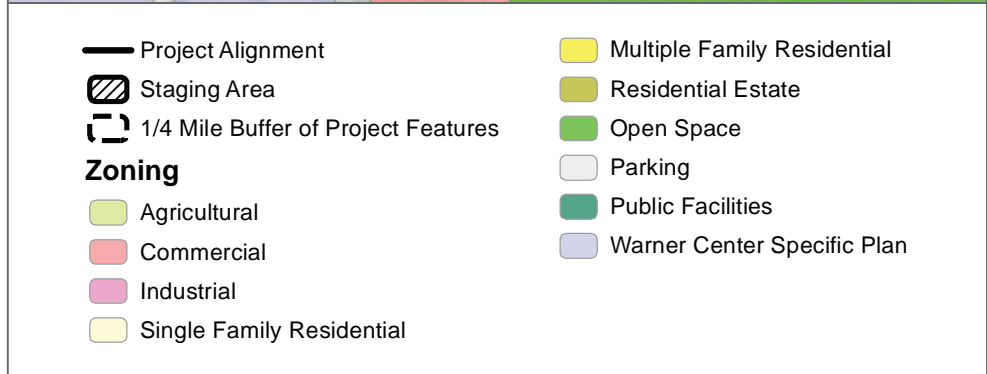 Project Alignment
Staging Area
1/4 Mile Buffer of Project Features
Zoning
Agricultural
Commercial
Industrial
Single Family Residential
Multiple Family Residential
Residential Estate
Open Space
Parking
Public Facilities
Warner Center Specific Plan